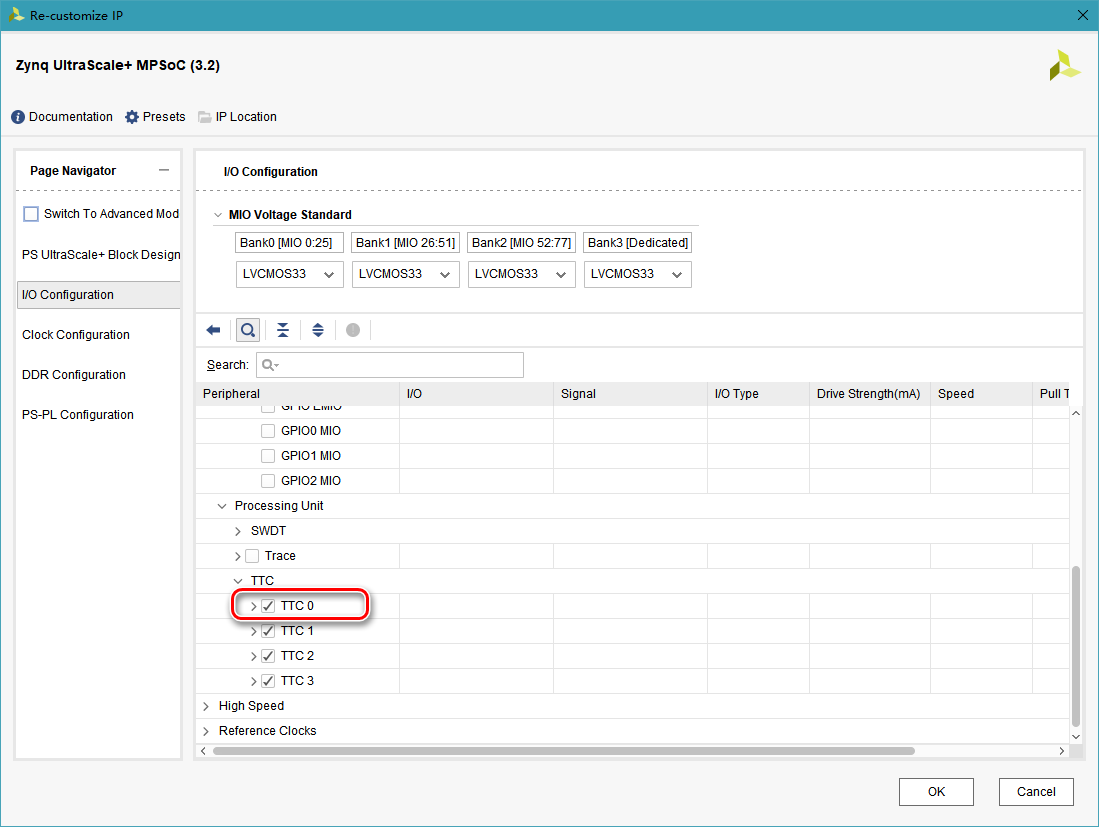 Re-customize IP
Zynq UltraScale+ MPSoC (3.2)
Documentation Presets IP Location
Page Navigator
Switch To Advanced Mod
PS UltraScale+ Block Design
I/O Configuration
Clock Configuration
DDR Configuration
PS-PL Configuration
I/O Configuration
MIO Voltage Standard
Bank0 [MIO 0:25] Bank1 [MIO 26:51] Bank2 [MIO 52:77] Bank3 [Dedicated]
LVCMOS33 LVCMOS33 LVCMOS33 LVCMOS33
Search:
Peripheral I/O Signal I/O Type Drive Strength(mA) Speed Pull T
GPIO EMIO
GPIO0 MIO
GPIO1 MIO
GPIO2 MIO
Processing Unit
SWDT
Trace
TTC
TTC 0
TTC 1
TTC 2
TTC 3
High Speed
Reference Clocks
OK Cancel